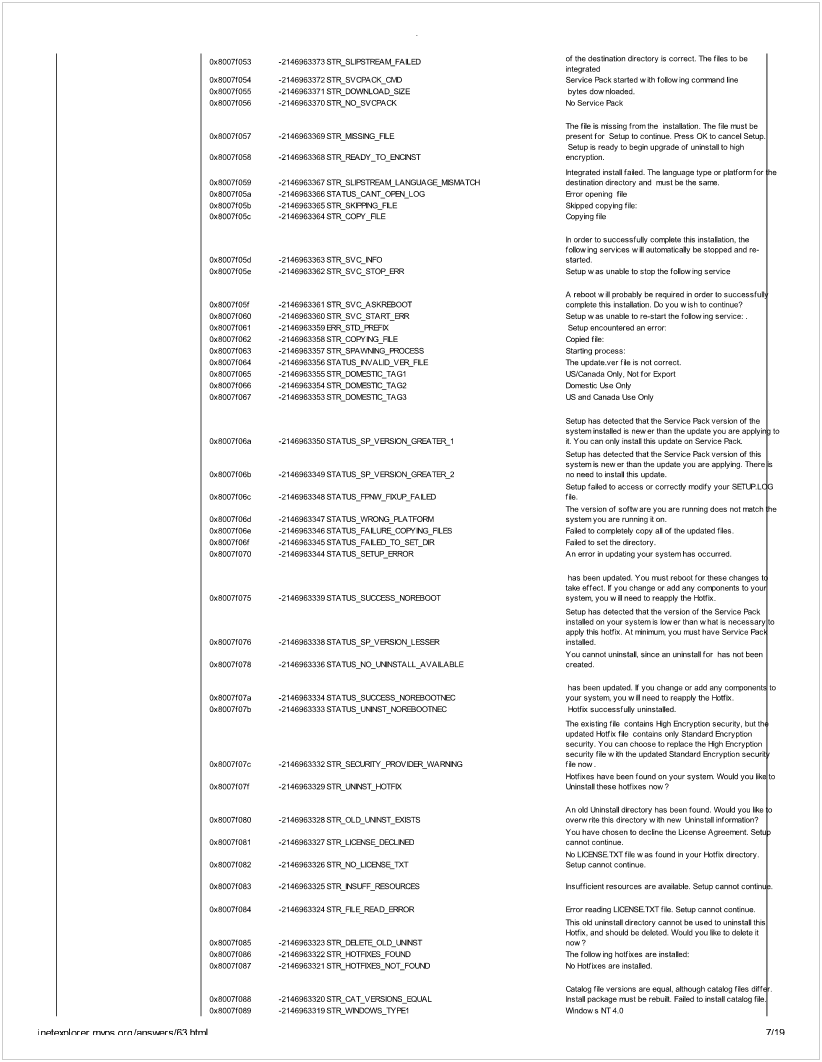 of the destination directory is correct. The files to be
0x8007f053 -2146963373 STR_SLIPSTREAM_FAILED integrated
0x8007f054 -2146963372 STR_SVCPACK_CMD Service Pack started with following command line
0x8007f055 -2146963371 STR_DOWNLOAD_SIZE bytes downloaded.
0x8007f056 -2146963370 STR_NO_SVCPACK No Service Pack
The file is missing from the installation. The file must be
0x8007f057 -2146963369 STR_MISSING_FILE present for Setup to continue. Press OK to cancel Setup.
Setup is ready to begin upgrade of uninstall to high
0x8007f058 -2146963368 STR_READY_TO_ENCINST encryption.
Integrated install failed. The language type or platform for the
0x8007f059 -2146963367 STR_SLIPSTREAM_LANGUAGE_MISMATCH destination directory and must be the same.
0x8007f05a -2146963366 STATUS_CANT_OPEN_LOG Error opening file
0x8007f05b -2146963365 STR_SKIPPING_FILE Skipped copying file:
0x8007f05c -2146963364 STR_COPY_FILE Copying file
In order to successfully complete this installation, the
following services will automatically be stopped and re-
0x8007f05d -2146963363 STR_SVC_INFO started.
0x8007f05e -2146963362 STR_SVC_STOP_ERR Setup was unable to stop the following service
A reboot will probably be required in order to successfully
0x8007f05f -2146963361 STR_SVC_ASKREBOOT complete this installation. Do you wish to continue?
0x8007f060 -2146963360 STR_SVC_START_ERR Setup was unable to re-start the following service: .
0x8007f061 -2146963359 ERR_STD_PREFIX Setup encountered an error:
0x8007f062 -2146963358 STR_COPYING_FILE Copied file:
0x8007f063 -2146963357 STR_SPAWNING_PROCESS Starting process:
0x8007f064 -2146963356 STATUS_INVALID_VER_FILE The update.ver file is not correct.
0x8007f065 -2146963355 STR_DOMESTIC_TAG1 US/Canada Only, Not for Export
0x8007f066 -2146963354 STR_DOMESTIC_TAG2 Domestic Use Only
0x8007f067 -2146963353 STR_DOMESTIC_TAG3 US and Canada Use Only
Setup has detected that the Service Pack version of the
system installed is newer than the update you are applying to
0x8007f06a -2146963350 STATUS_SP_VERSION_GREATER_1 it. You can only install this update on Service Pack.
Setup has detected that the Service Pack version of this
system is newer than the update you are applying. There is
0x8007f06b -2146963349 STATUS_SP_VERSION_GREATER_2 no need to install this update.
Setup failed to access or correctly modify your SETUP.LOG
0x8007f06c -2146963348 STATUS_FPNW_FIXUP_FAILED file.
The version of software you are running does not match the
0x8007f06d -2146963347 STATUS_WRONG_PLATFORM system you are running it on.
0x8007f06e -2146963346 STATUS_FAILURE_COPYING_FILES Failed to completely copy all of the updated files.
0x8007f06f -2146963345 STATUS_FAILED_TO_SET_DIR Failed to set the directory.
0x8007f070 -2146963344 STATUS_SETUP_ERROR An error in updating your system has occurred.
has been updated. You must reboot for these changes to
take effect. If you change or add any components to your
0x8007f075 -2146963339 STATUS_SUCCESS_NOREBOOT system, you will need to reapply the Hotfix.
Setup has detected that the version of the Service Pack
installed on your system is lower than what is necessary to
apply this hotfix. At minimum, you must have Service Pack
0x8007f076 -2146963338 STATUS_SP_VERSION_LESSER installed.
You cannot uninstall, since an uninstall for has not been
0x8007f078 -2146963336 STATUS_NO_UNINSTALL_AVAILABLE created.
has been updated. If you change or add any components to
0x8007f07a -2146963334 STATUS_SUCCESS_NOREBOOTNEC your system, you will need to reapply the Hotfix.
0x8007f07b -2146963333 STATUS_UNINST_NOREBOOTNEC Hotfix successfully uninstalled.
The existing file contains High Encryption security, but the
updated Hotfix file contains only Standard Encryption
security. You can choose to replace the High Encryption
security file with the updated Standard Encryption security
0x8007f07c -2146963332 STR_SECURITY_PROVIDER_WARNING file now.
Hotfixes have been found on your system. Would you like to
0x8007f07f -2146963329 STR_UNINST_HOTFIX Uninstall these hotfixes now?
An old Uninstall directory has been found. Would you like to
0x8007f080 -2146963328 STR_OLD_UNINST_EXISTS overwrite this directory with new Uninstall information?
You have chosen to decline the License Agreement. Setup
0x8007f081 -2146963327 STR_LICENSE_DECLINED cannot continue.
No LICENSE.TXT file was found in your Hotfix directory.
0x8007f082 -2146963326 STR_NO_LICENSE_TXT Setup cannot continue.
0x8007f083 -2146963325 STR_INSUFF_RESOURCES Insufficient resources are available. Setup cannot continue.
0x8007f084 -2146963324 STR_FILE_READ_ERROR Error reading LICENSE.TXT file. Setup cannot continue.
This old uninstall directory cannot be used to uninstall this
Hotfix, and should be deleted. Would you like to delete it
0x8007f085 -2146963323 STR_DELETE_OLD_UNINST now?
0x8007f086 -2146963322 STR_HOTFIXES_FOUND The following hotfixes are installed:
0x8007f087 -2146963321 STR_HOTFIXES_NOT_FOUND No Hotfixes are installed.
Catalog file versions are equal, although catalog files differ.
0x8007f088 -2146963320 STR_CAT_VERSIONS_EQUAL Install package must be rebuilt. Failed to install catalog file.
0x8007f089 -2146963319 STR_WINDOWS_TYPE1 Windows NT 4.0
inetexplorer.mvps.org/answers/63.html 7/19